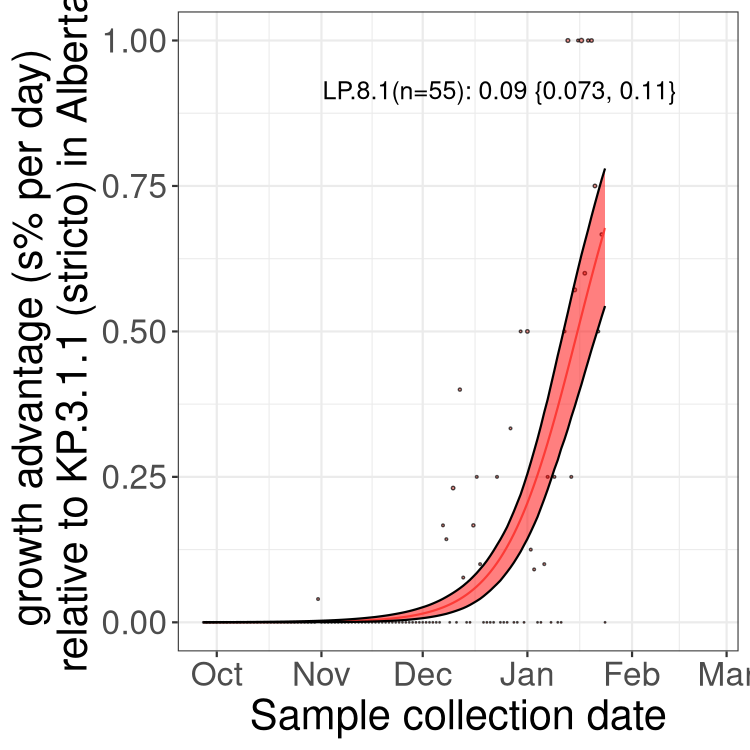 growth advantage (s% per day)
relative to KP.3.1.1 (stricto) in Alberta
1.00
0.75
0.50
0.25
0.00
LP.8.1(n=55): 0.09 {0.073, 0.11}
Oct Nov Dec Jan Feb Mar
Sample collection date